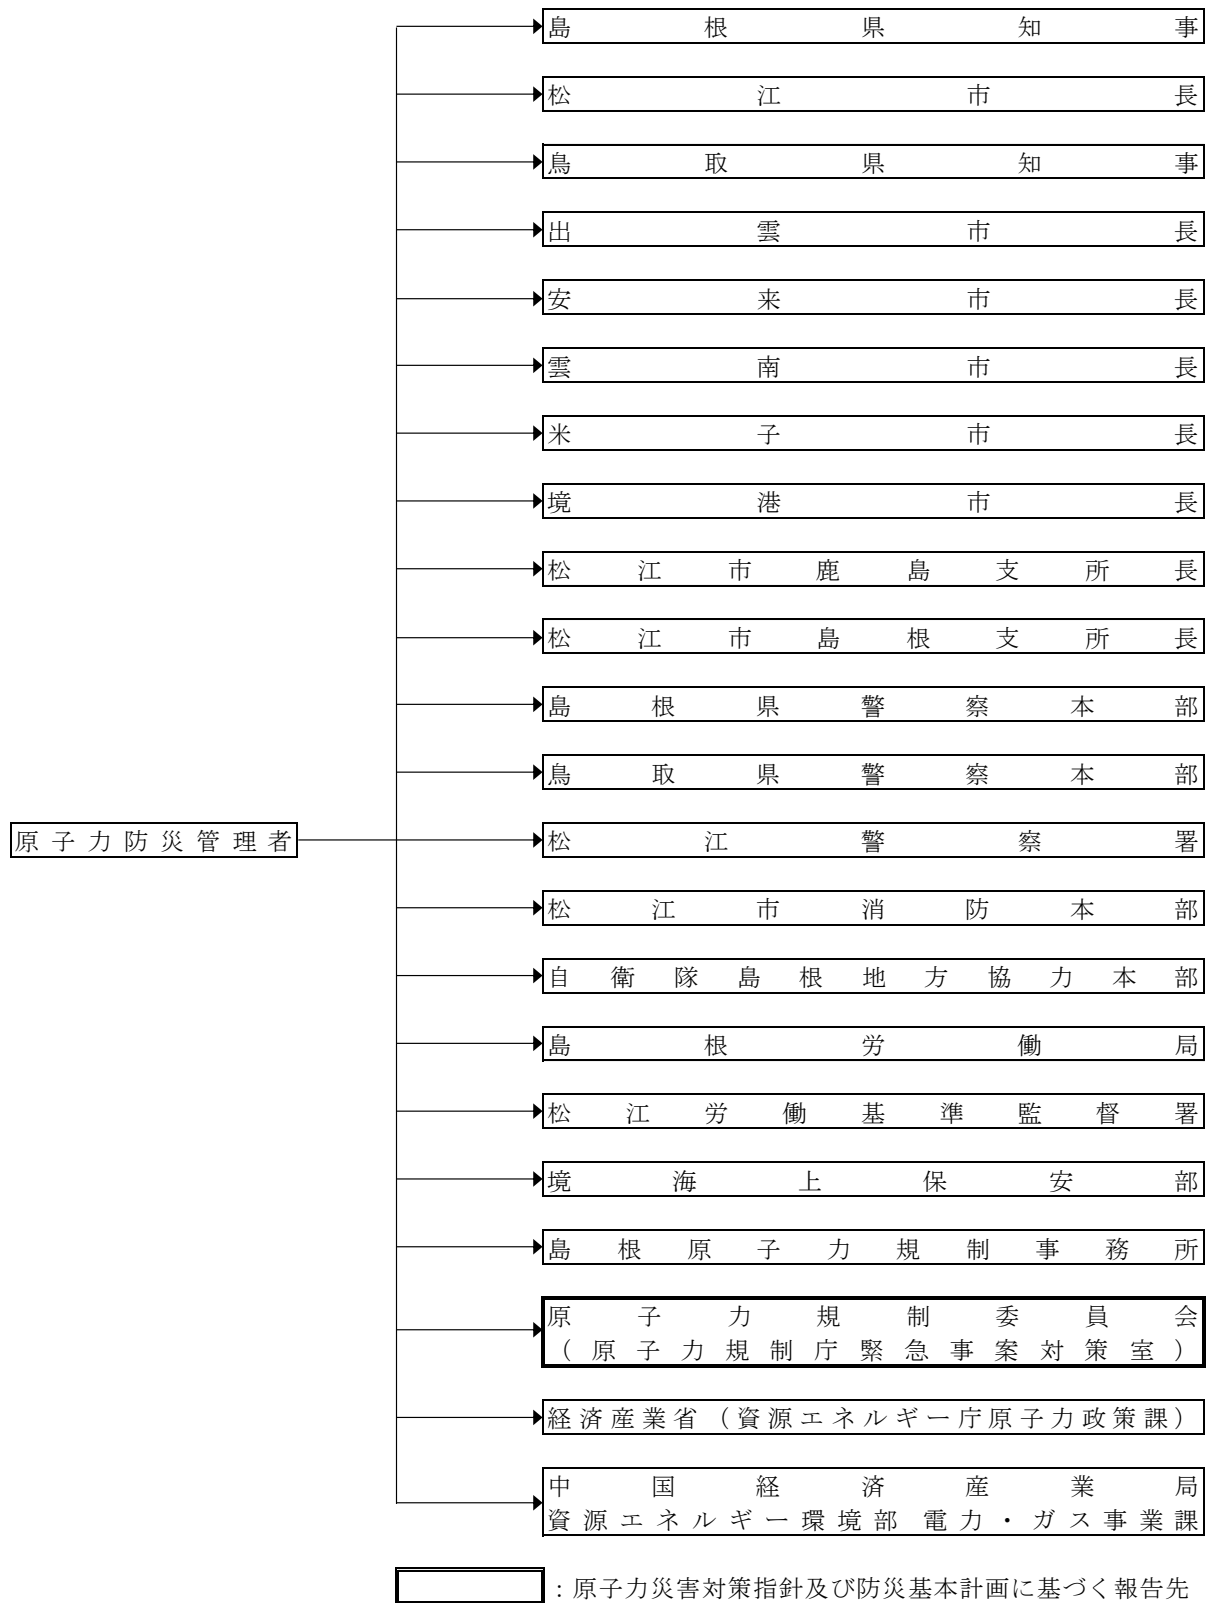 島根県知事
松江市長
鳥取県知事
出雲市長
安来市長
雲南市長
米子市長
境港市長
松江市鹿島支所長
松江市島根支所長
島根県警察本部
鳥取県警察本部
原子力防災管理者
松江警察署
松江市消防本部
自衛隊島根地方協力本部
島根労働局
松江労働基準監督署
境海上保安部
島根原子力規制事務所
原子力規制委員会
(原子力規制庁緊急事案対策室)
経済産業省(資源エネルギー庁原子力政策課)
中国経済産業局
資源エネルギー環境部 電力・ガス事業課
:原子力災害対策指針及び防災基本計画に基づく報告先